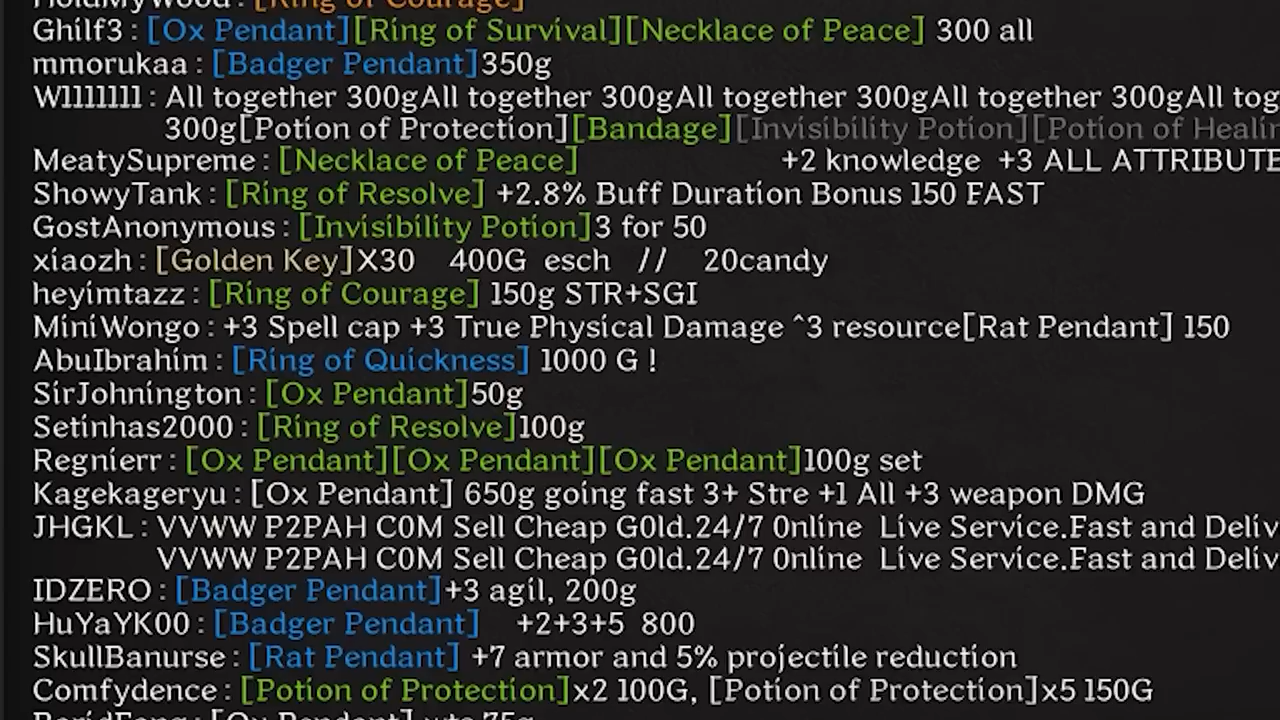 HoldMyWood : [Ring of Courage]
Ghilf3 : [Ox Pendant][Ring of Survival][Necklace of Peace] 300 all
mmorukaa : [Badger Pendant]350g
W1111111 : All together 300gAll together 300gAll together 300gAll together 300gAll tog
300g[Potion of Protection][Bandage][Invisibility Potion][Potion of Healin
MeatySupreme : [Necklace of Peace] +2 knowledge +3 ALL ATTRIBUTE
ShowyTank : [Ring of Resolve] +2.8% Buff Duration Bonus 150 FAST
GostAnonymous : [Invisibility Potion]3 for 50
xiaozh : [Golden Key]X30 400G esch // 20candy
heyimtazz : [Ring of Courage] 150g STR+SGI
MiniWongo : +3 Spell cap +3 True Physical Damage ^3 resource[Rat Pendant] 150
AbuIbrahim : [Ring of Quickness] 1000 G !
SirJohnington : [Ox Pendant]50g
Setinhas2000 : [Ring of Resolve]100g
Regnierr : [Ox Pendant][Ox Pendant][Ox Pendant]100g set
Kagekageryu : [Ox Pendant] 650g going fast 3+ Stre +1 All +3 weapon DMG
JHGKL : VVWW P2PAH C0M Sell Cheap G0ld.24/7 0nline Live Service.Fast and Deliv
VVWW P2PAH C0M Sell Cheap G0ld.24/7 0nline Live Service.Fast and Deliv
IDZERO : [Badger Pendant]+3 agil, 200g
HuYaYK00 : [Badger Pendant] +2+3+5 800
SkullBanurse : [Rat Pendant] +7 armor and 5% projectile reduction
Comfydence : [Potion of Protection]x2 100G, [Potion of Protection]x5 150G
[Ox Pendant] wts 75g